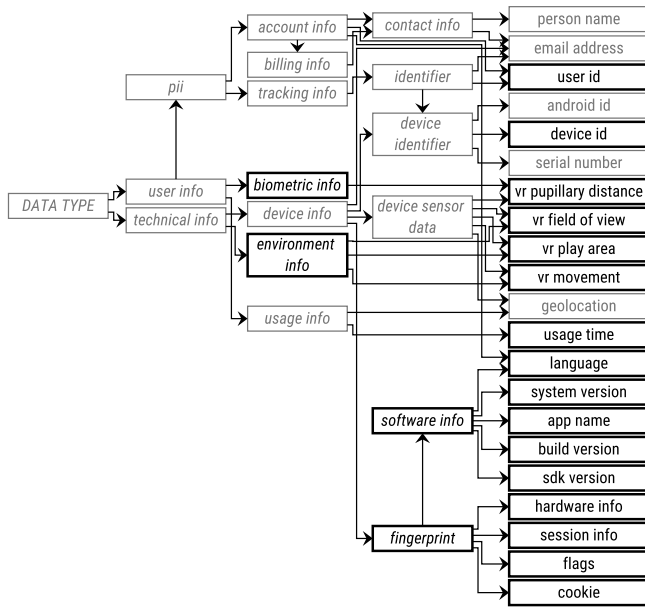 account info
contact info
person name
email address
billing info
pii
tracking info
identifier
user id
android id
device
identifier
device id
serial number
user info
biometric info
vr pupillary distance
DATA TYPE
technical info
device info
device sensor
data
vr field of view
environment
info
vr play area
vr movement
geolocation
usage info
usage time
language
system version
software info
app name
build version
sdk version
hardware info
fingerprint
session info
flags
cookie